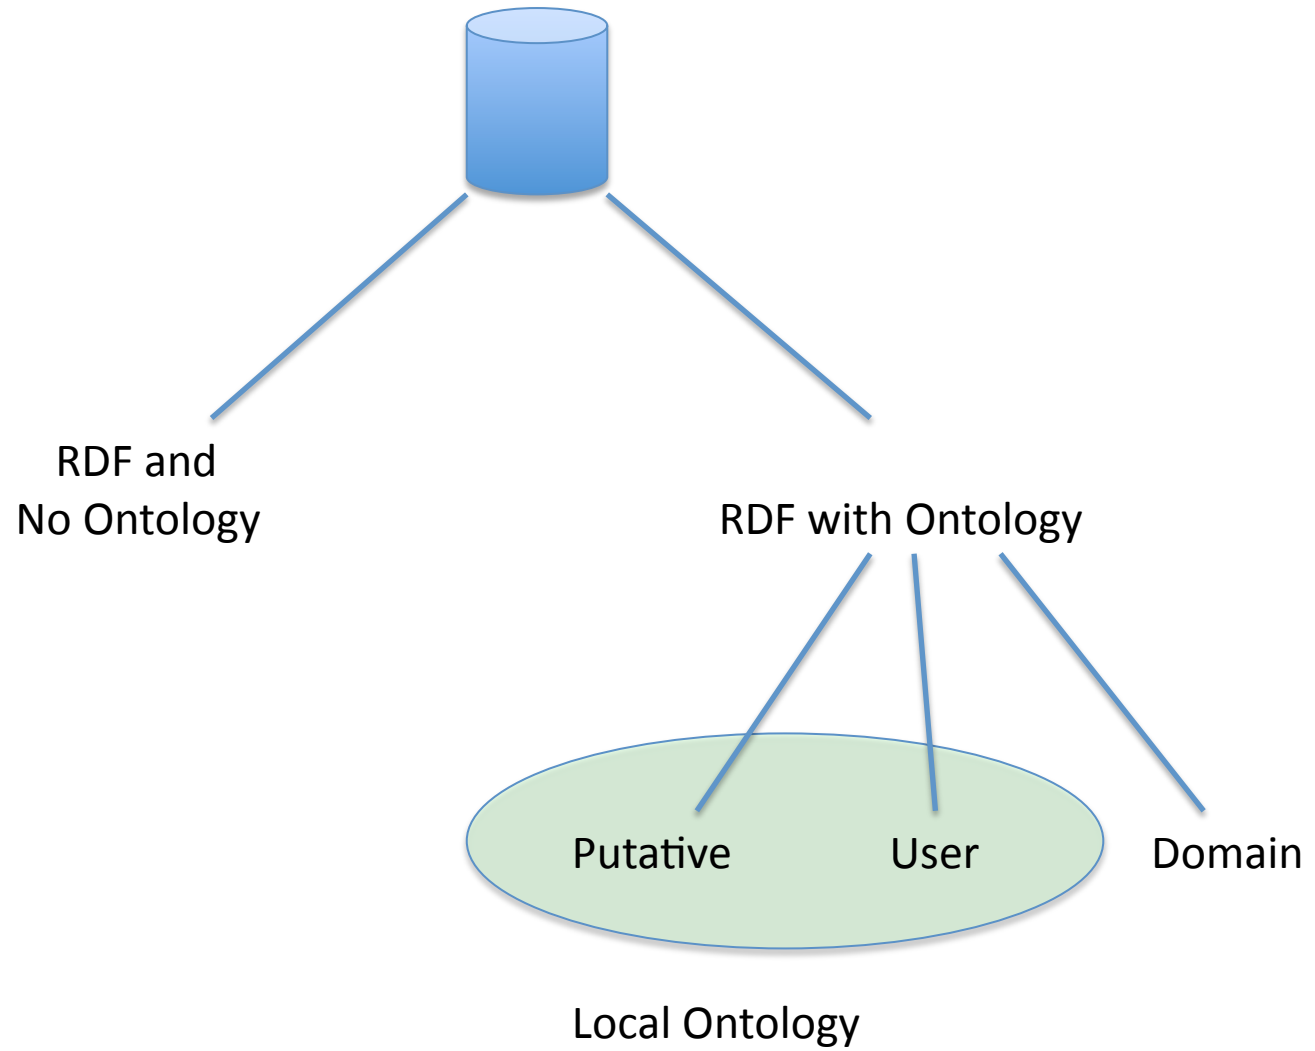 RDF and
No Ontology
RDF with Ontology
Putative
User
Domain
Local Ontology